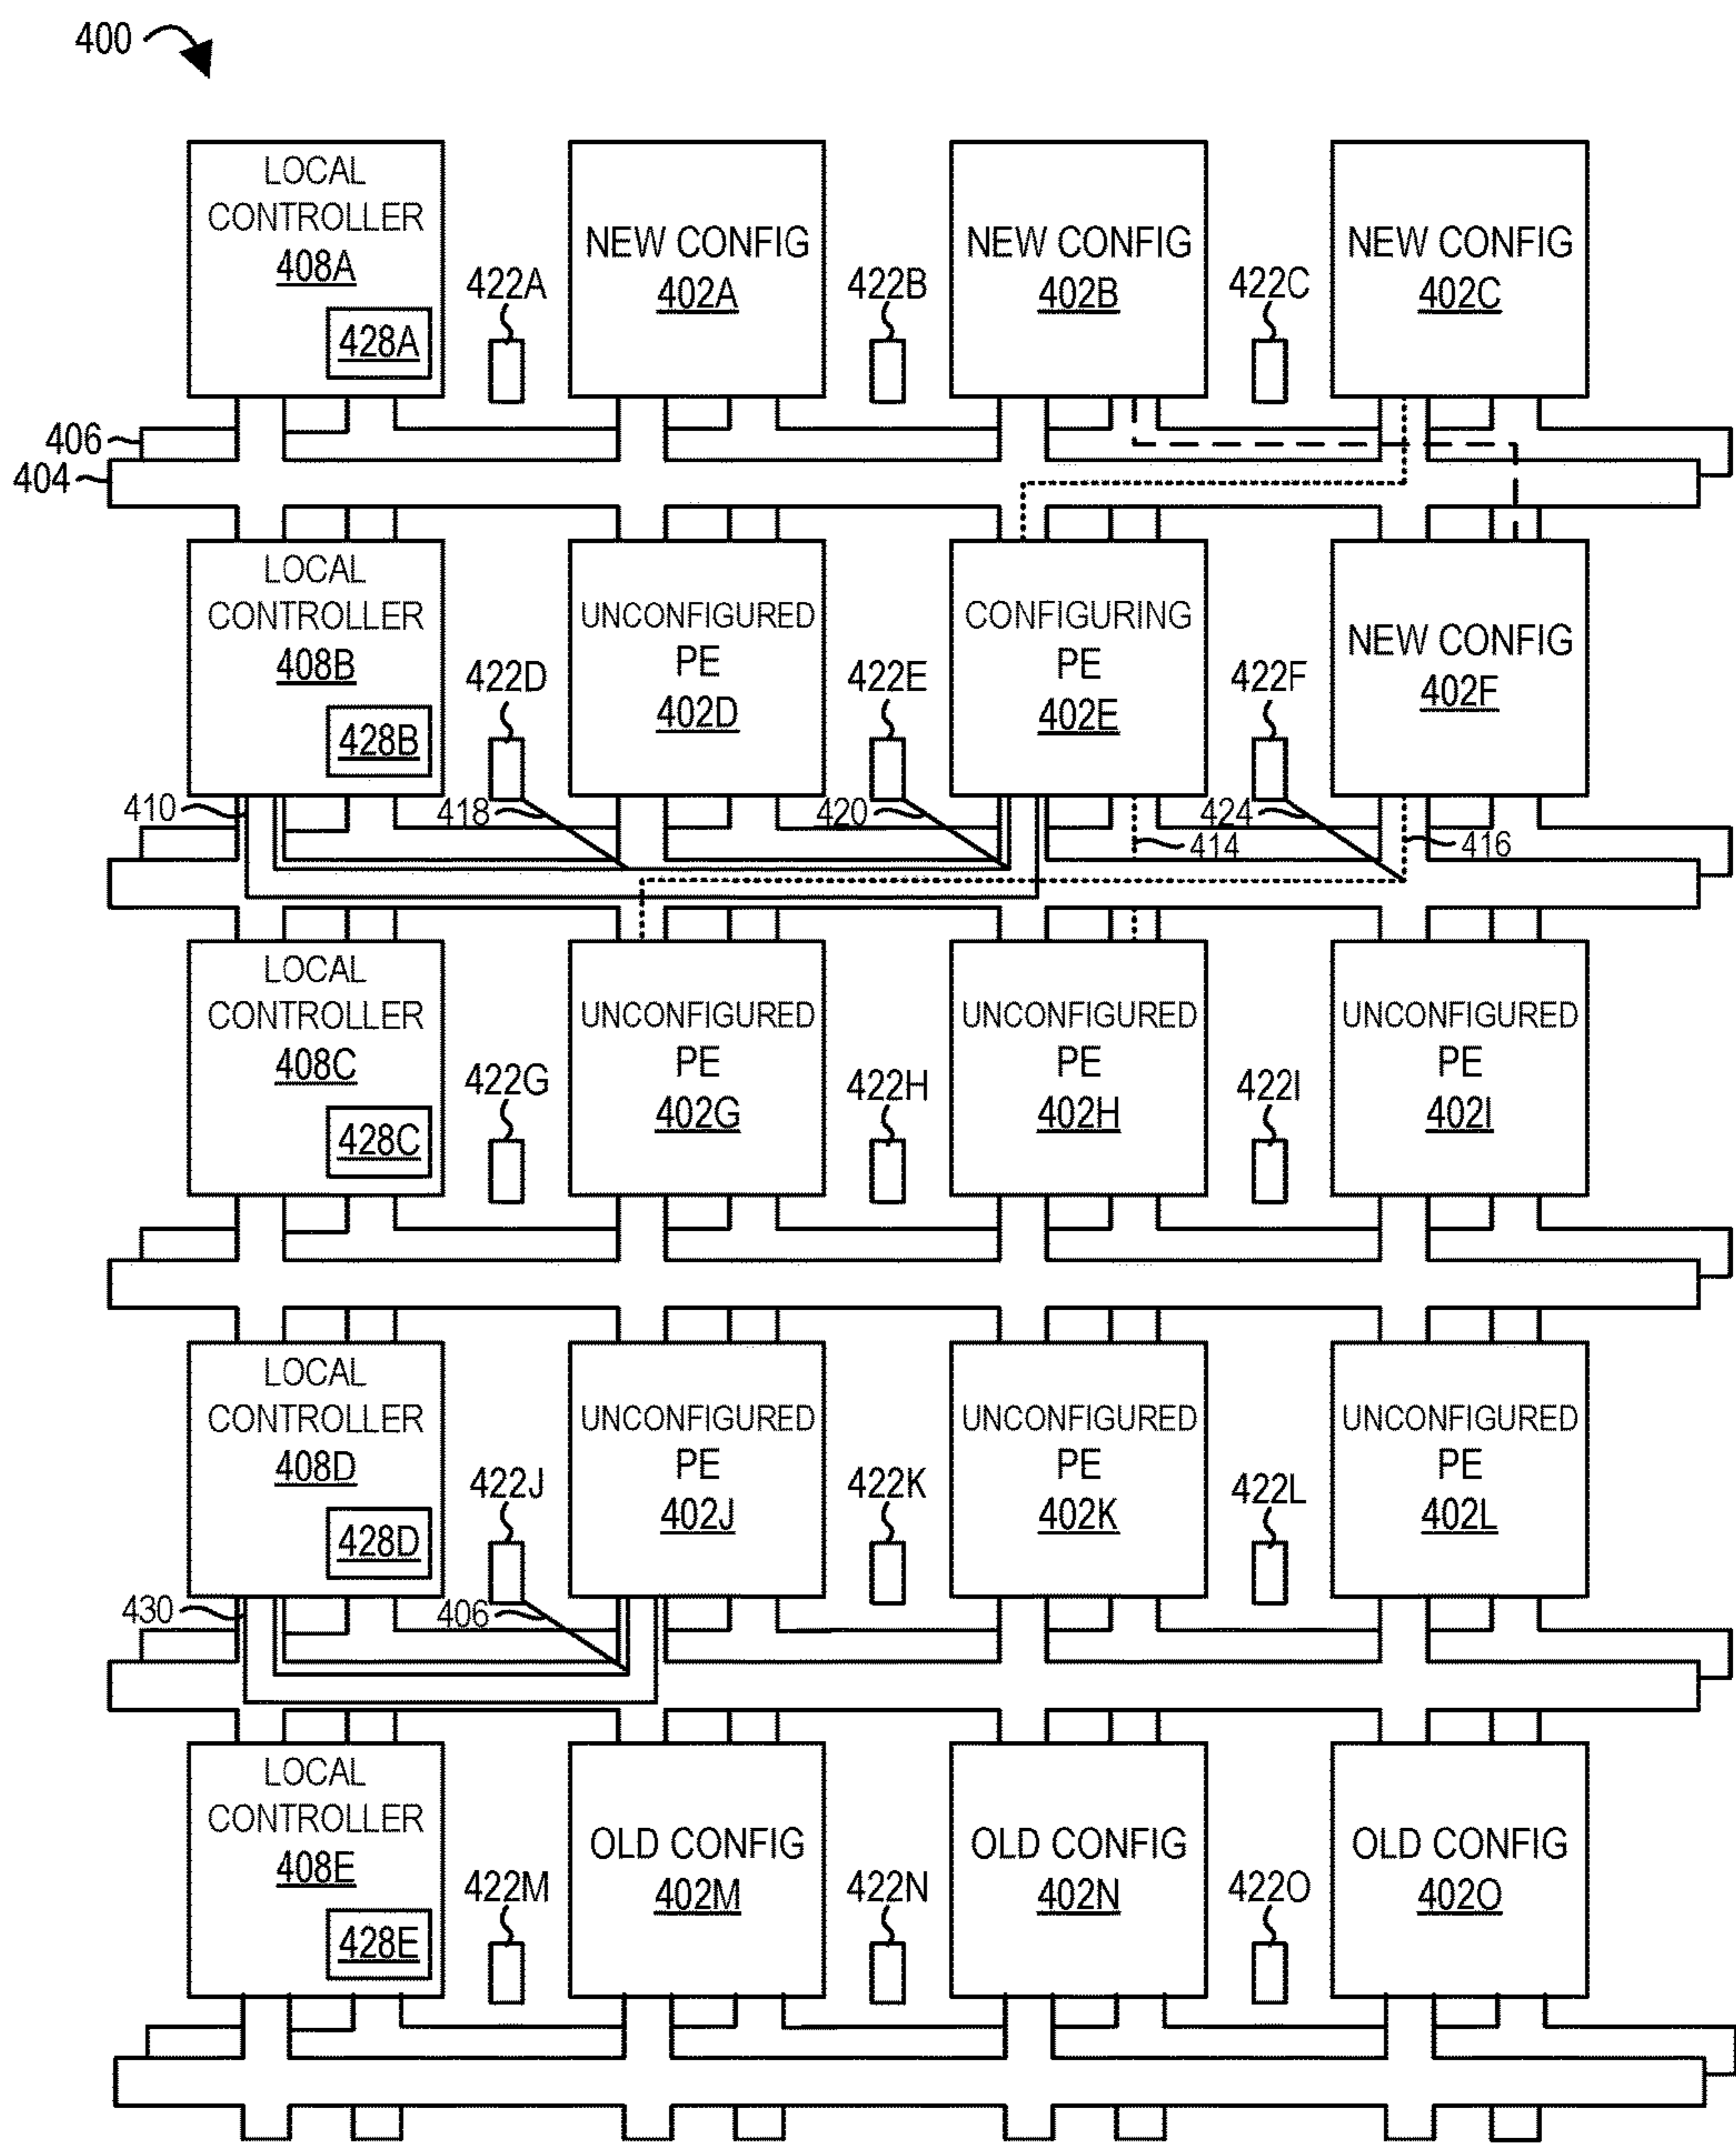 400
LOCAL
CONTROLLER
408A
428A
422A
NEW CONFIG
402A
422B
NEW CONFIG
402B
422C
NEW CONFIG
402C
406
404
LOCAL
CONTROLLER
408B
428B
422D
UNCONFIGURED
PE
402D
422E
CONFIGURING
PE
402E
422F
NEW CONFIG
402F
410
418
420
414
424
416
LOCAL
CONTROLLER
408C
428C
422G
UNCONFIGURED
PE
402G
422H
UNCONFIGURED
PE
402H
422I
UNCONFIGURED
PE
402I
LOCAL
CONTROLLER
408D
428D
422J
UNCONFIGURED
PE
402J
422K
UNCONFIGURED
PE
402K
422L
UNCONFIGURED
PE
402L
430
406
LOCAL
CONTROLLER
408E
428E
422M
OLD CONFIG
402M
422N
OLD CONFIG
402N
422O
OLD CONFIG
402O